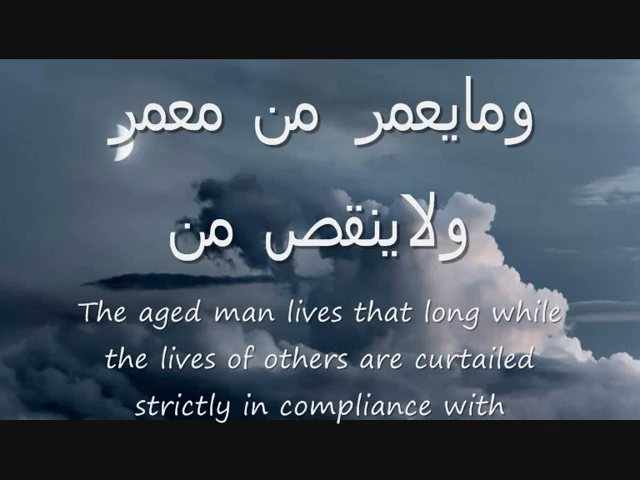 ومايعمر من معمر
ولاينقص من
The aged man lives that long while
the lives of others are curtailed
strictly in compliance with